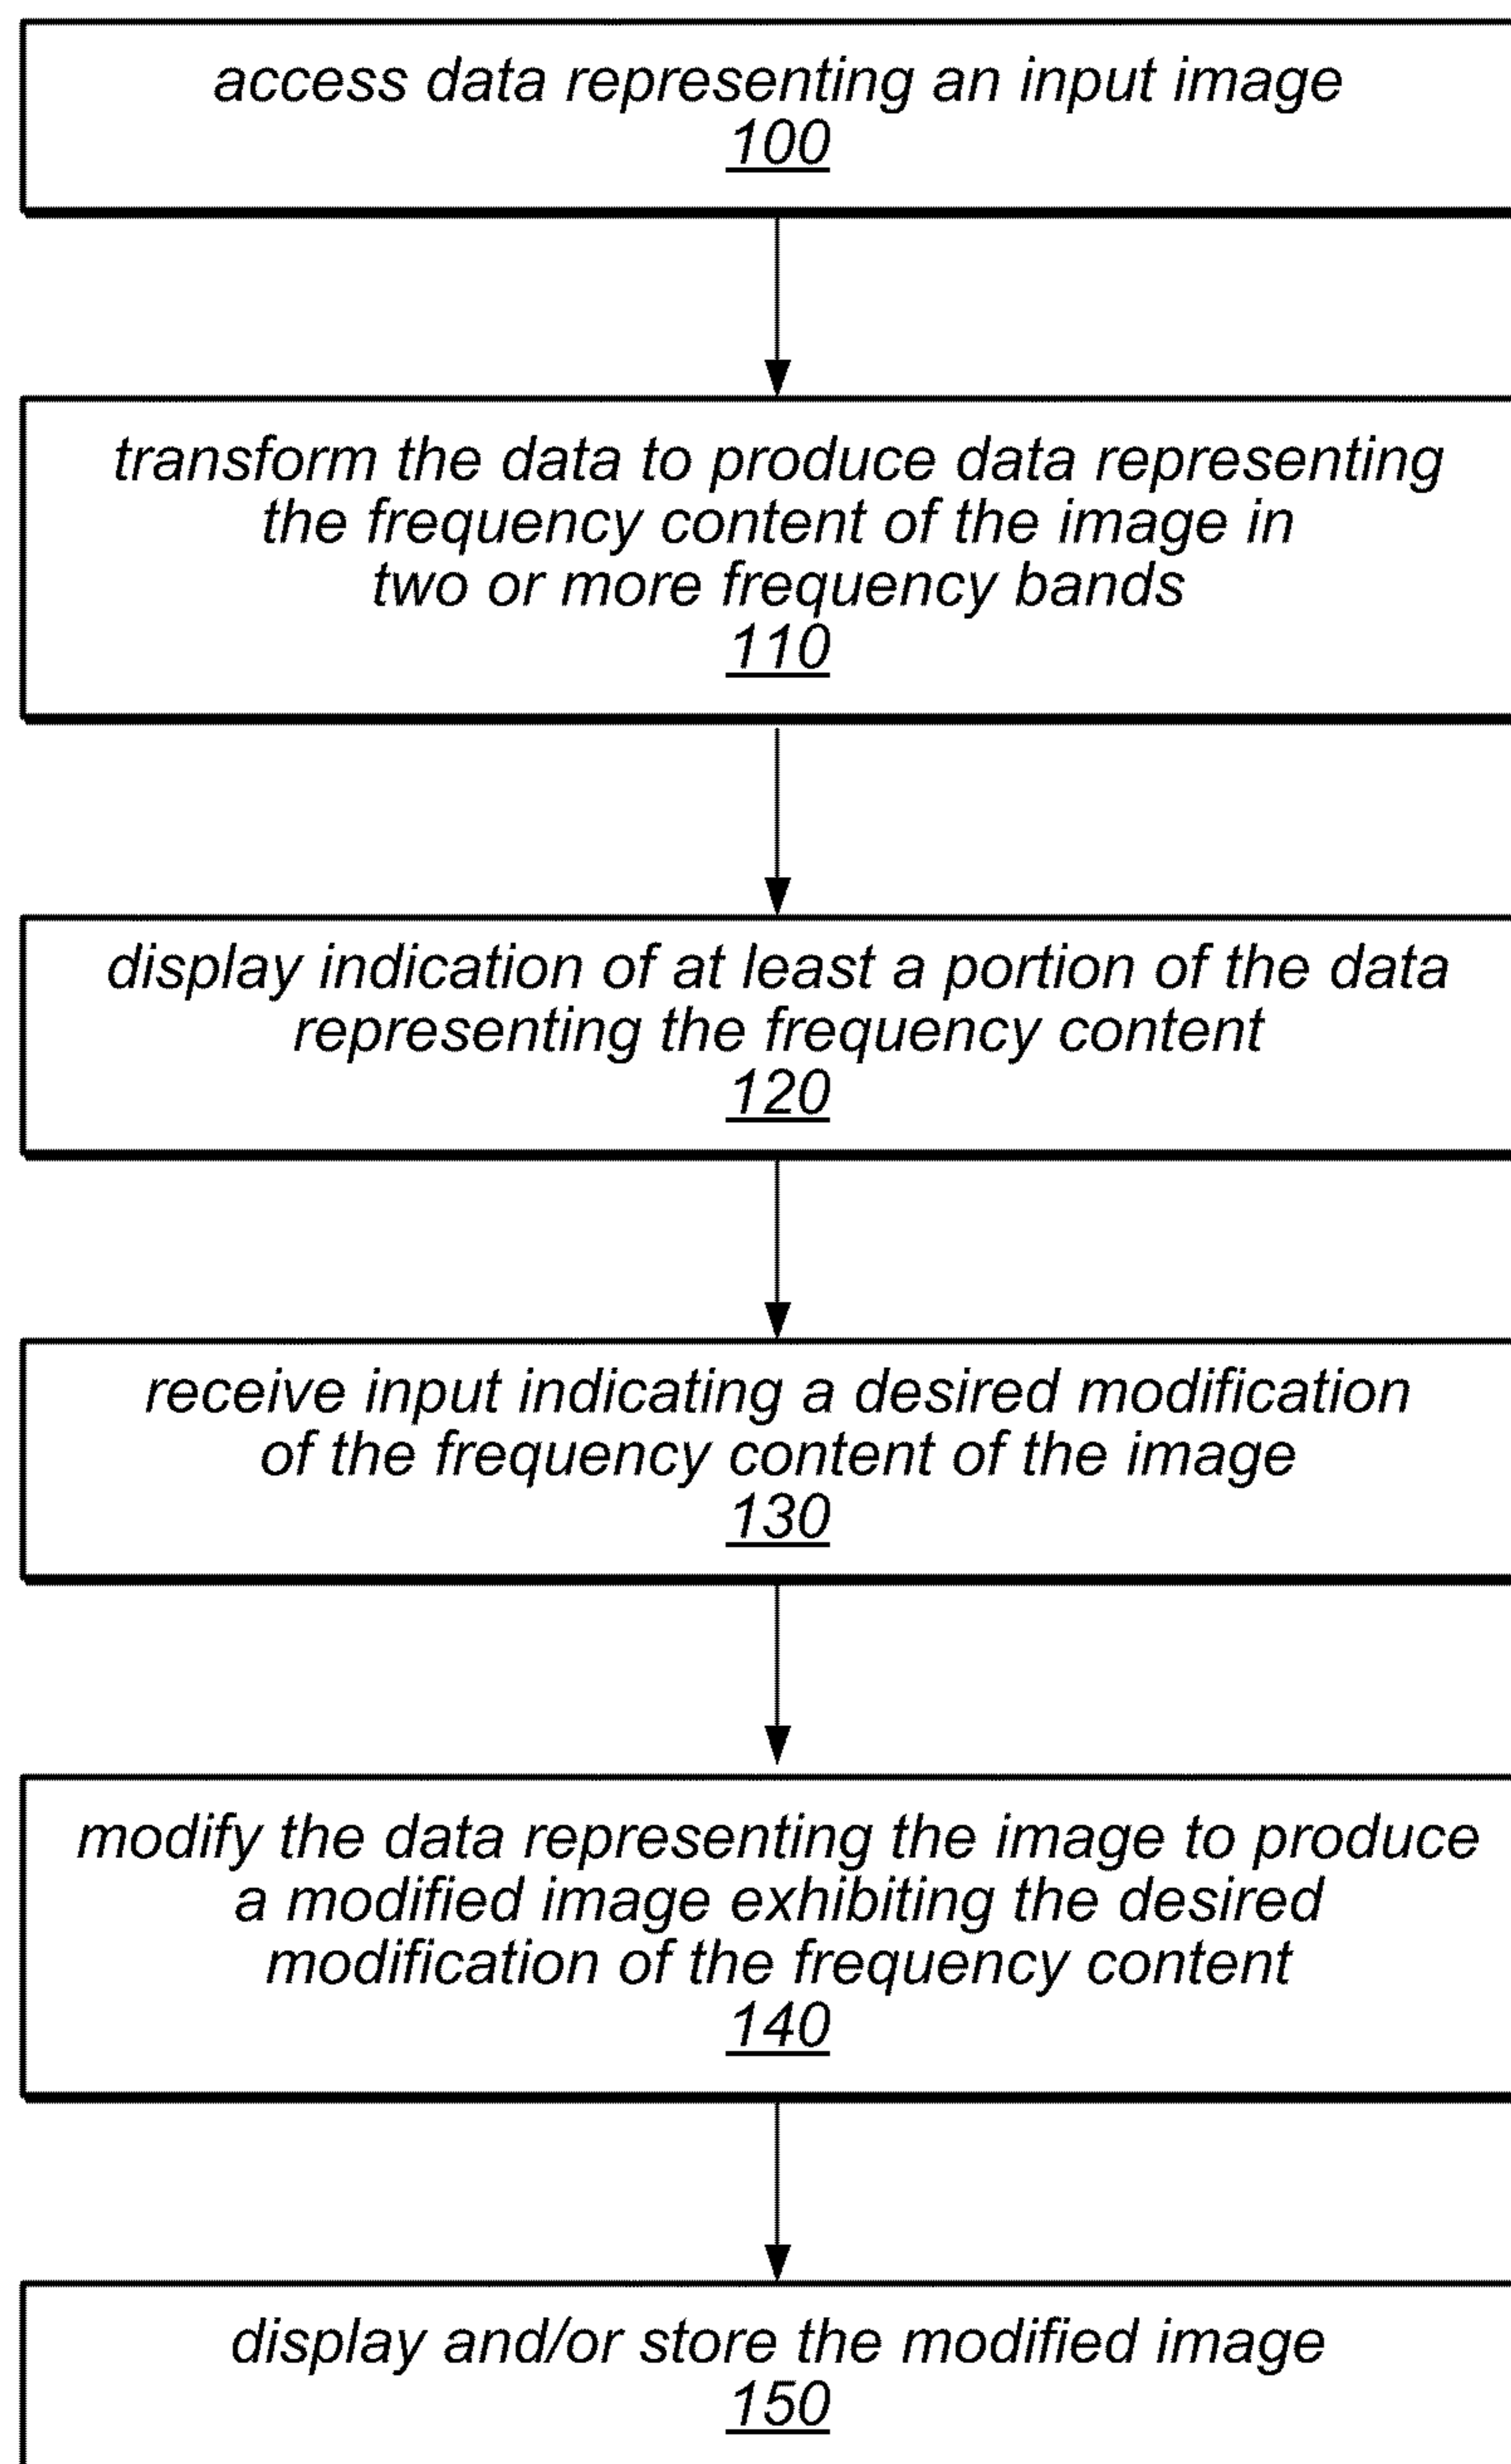 access data representing an input image
100
transform the data to produce data representing
the frequency content of the image in
two or more frequency bands
110
display indication of at least a portion of the data
representing the frequency content
120
receive input indicating a desired modification
of the frequency content of the image
130
modify the data representing the image to produce
a modified image exhibiting the desired
modification of the frequency content
140
display and/or store the modified image
150